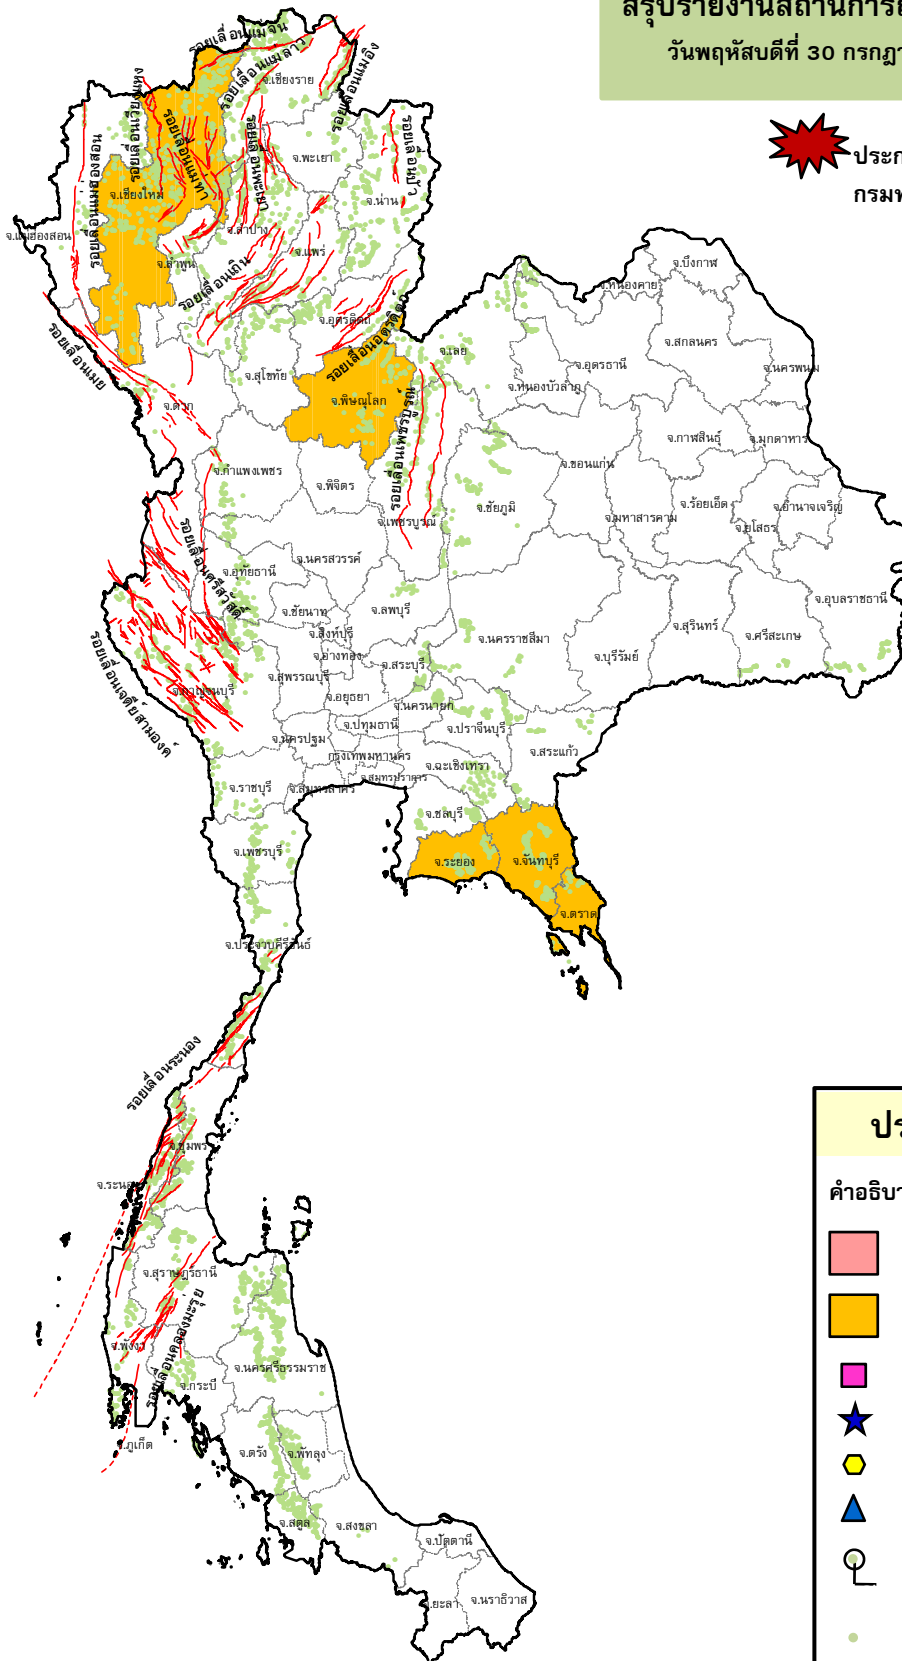 สรุปรายงานสถานการณ์
วันพฤหัสบดีที่ 30 กรกฎา
ประก
กรมท
รอยเลื่อนแม่จัน
รอยเลื่อนแม่ลาว
รอยเลื่อนแม่อิง
จ.เชียงราย
รอยเลื่อนเวียงแหง
รอยเลื่อนแม่ฮ่องสอน
รอยเลื่อนแม่ทา
รอยเลื่อนพะเยา
รอยเลื่อนปัว
จ.พะเยา
จ.เชียงใหม่
จ.น่าน
จ.แม่ฮ่องสอน
จ.ลำปาง
จ.แพร่
จ.ลำพูน
รอยเลื่อนเถิน
จ.บึงกาฬ
จ.หนองคาย
จ.อุตรดิตถ์
รอยเลื่อนอุตรดิตถ์
รอยเลื่อนเมย
จ.เลย
จ.สกลนคร
จ.นครพนม
จ.อุดรธานี
จ.สุโขทัย
จ.หนองบัวลำภู
จ.พิษณุโลก
จ.ตาก
รอยเลื่อนเพชรบูรณ์
จ.กาฬสินธุ์
จ.มุกดาหาร
จ.ขอนแก่น
จ.กำแพงเพชร
จ.พิจิตร
จ.ชัยภูมิ
จ.ร้อยเอ็ด
จ.อำนาจเจริญ
จ.เพชรบูรณ์
จ.มหาสารคาม
จ.ยโสธร
รอยเลื่อนศรีสวัสดิ์
จ.นครสวรรค์
จ.อุทัยธานี
จ.อุบลราชธานี
จ.ชัยนาท
จ.ลพบุรี
จ.สุรินทร์
จ.สิงห์บุรี
จ.นครราชสีมา
จ.ศรีสะเกษ
จ.อ่างทอง
จ.บุรีรัมย์
จ.สระบุรี
จ.สุพรรณบุรี
รอยเลื่อนเจดีย์สามองค์
จ.กาญจนบุรี
จ.อยุธยา
จ.นครนายก
จ.ปทุมธานี
จ.ปราจีนบุรี
จ.นครปฐม
จ.สระแก้ว
กรุงเทพมหานคร
จ.ฉะเชิงเทรา
จ.สมุทรปราการ
จ.ราชบุรี
จ.สมุทรสาคร
จ.ชลบุรี
จ.เพชรบุรี
จ.ระยอง
จ.จันทบุรี
จ.ตราด
จ.ประจวบคีรีขันธ์
รอยเลื่อนระนอง
จ.ชุมพร
จ.ระนอง
จ.สุราษฎร์ธานี
รอยเลื่อนคลองมะรุ่ย
จ.พังงา
จ.นครศรีธรรมราช
จ.กระบี่
จ.ภูเก็ต
จ.ตรัง
จ.พัทลุง
จ.สตูล
จ.สงขลา
จ.ปัตตานี
จ.ยะลา
จ.นราธิวาส
ปร
คำอธิบา